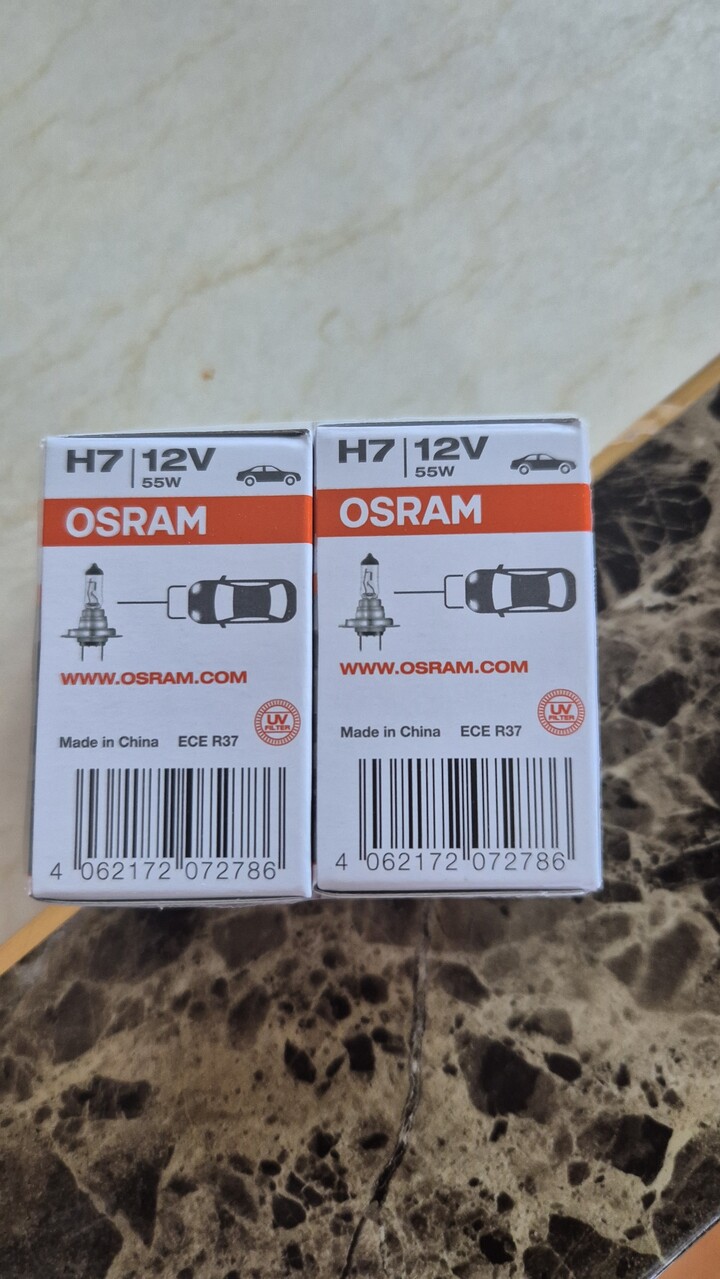 H7 | 12V
55W
OSRAM
WWW.OSRAM.COM
UV
FILTER
Made in China ECE R37
4 062172 072786
H7 | 12V
55W
OSRAM
WWW.OSRAM.COM
UV
FILTER
Made in China ECE R37
4 062172 072786